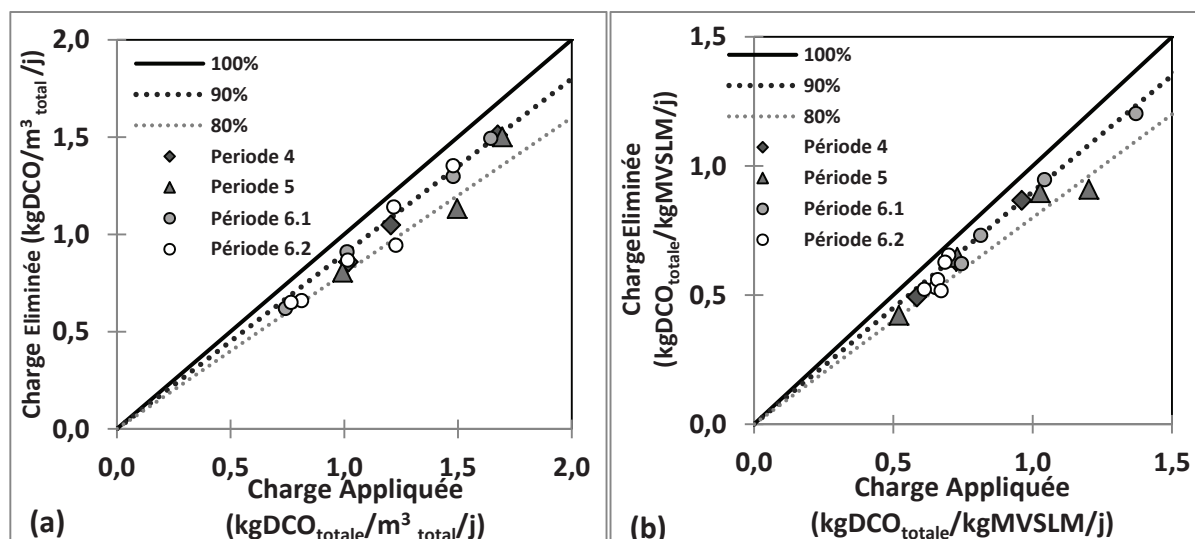 Charge Eliminée (kgDCO/m³ total /j)
2,0
1,5
1,0
0,5
0,0
100%
90%
80%
Periode 4
Periode 5
Période 6.1
Période 6.2
0,0 0,5 1,0 1,5 2,0
Charge Appliquée
(kgDCOtotale/m³ total/j)
(a)
ChargeEliminée
(kgDCOtotale/kgMVSLM/j)
1,5
1,0
0,5
0,0
100%
90%
80%
Période 4
Période 5
Période 6.1
Période 6.2
0,0 0,5 1,0 1,5
Charge Appliquée
(kgDCOtotale/kgMVSLM/j)
(b)